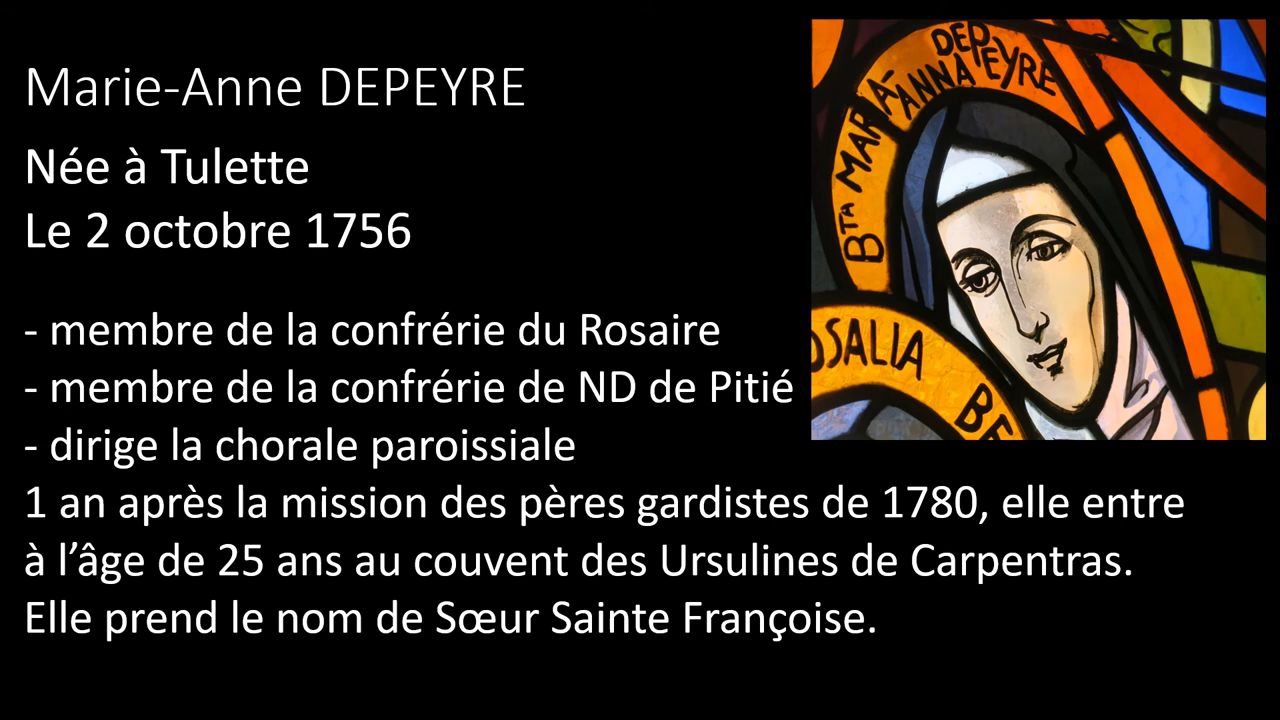 Marie-Anne DEPEYRE
Née à Tulette
Le 2 octobre 1756
- membre de la confrérie du Rosaire
- membre de la confrérie de ND de Pitié
- dirige la chorale paroissiale
1 an après la mission des pères gardistes de 1780, elle entre
à l’âge de 25 ans au couvent des Ursulines de Carpentras.
Elle prend le nom de Sœur Sainte Françoise.
BTA MARIA-
ANNA
DEPEYRE
OSALIA
BE